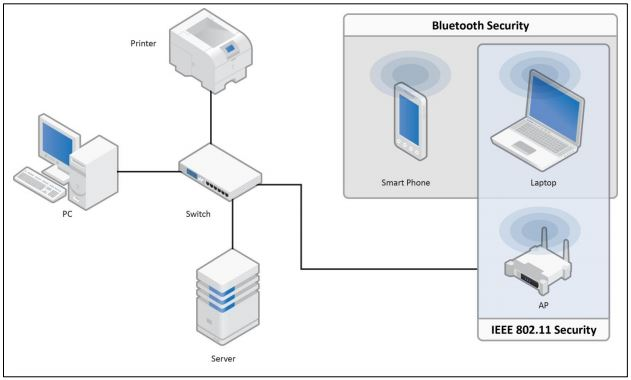 Bluetooth Security
Printer
Smart Phone
Laptop
PC
Switch
AP
IEEE 802.11 Security
Server